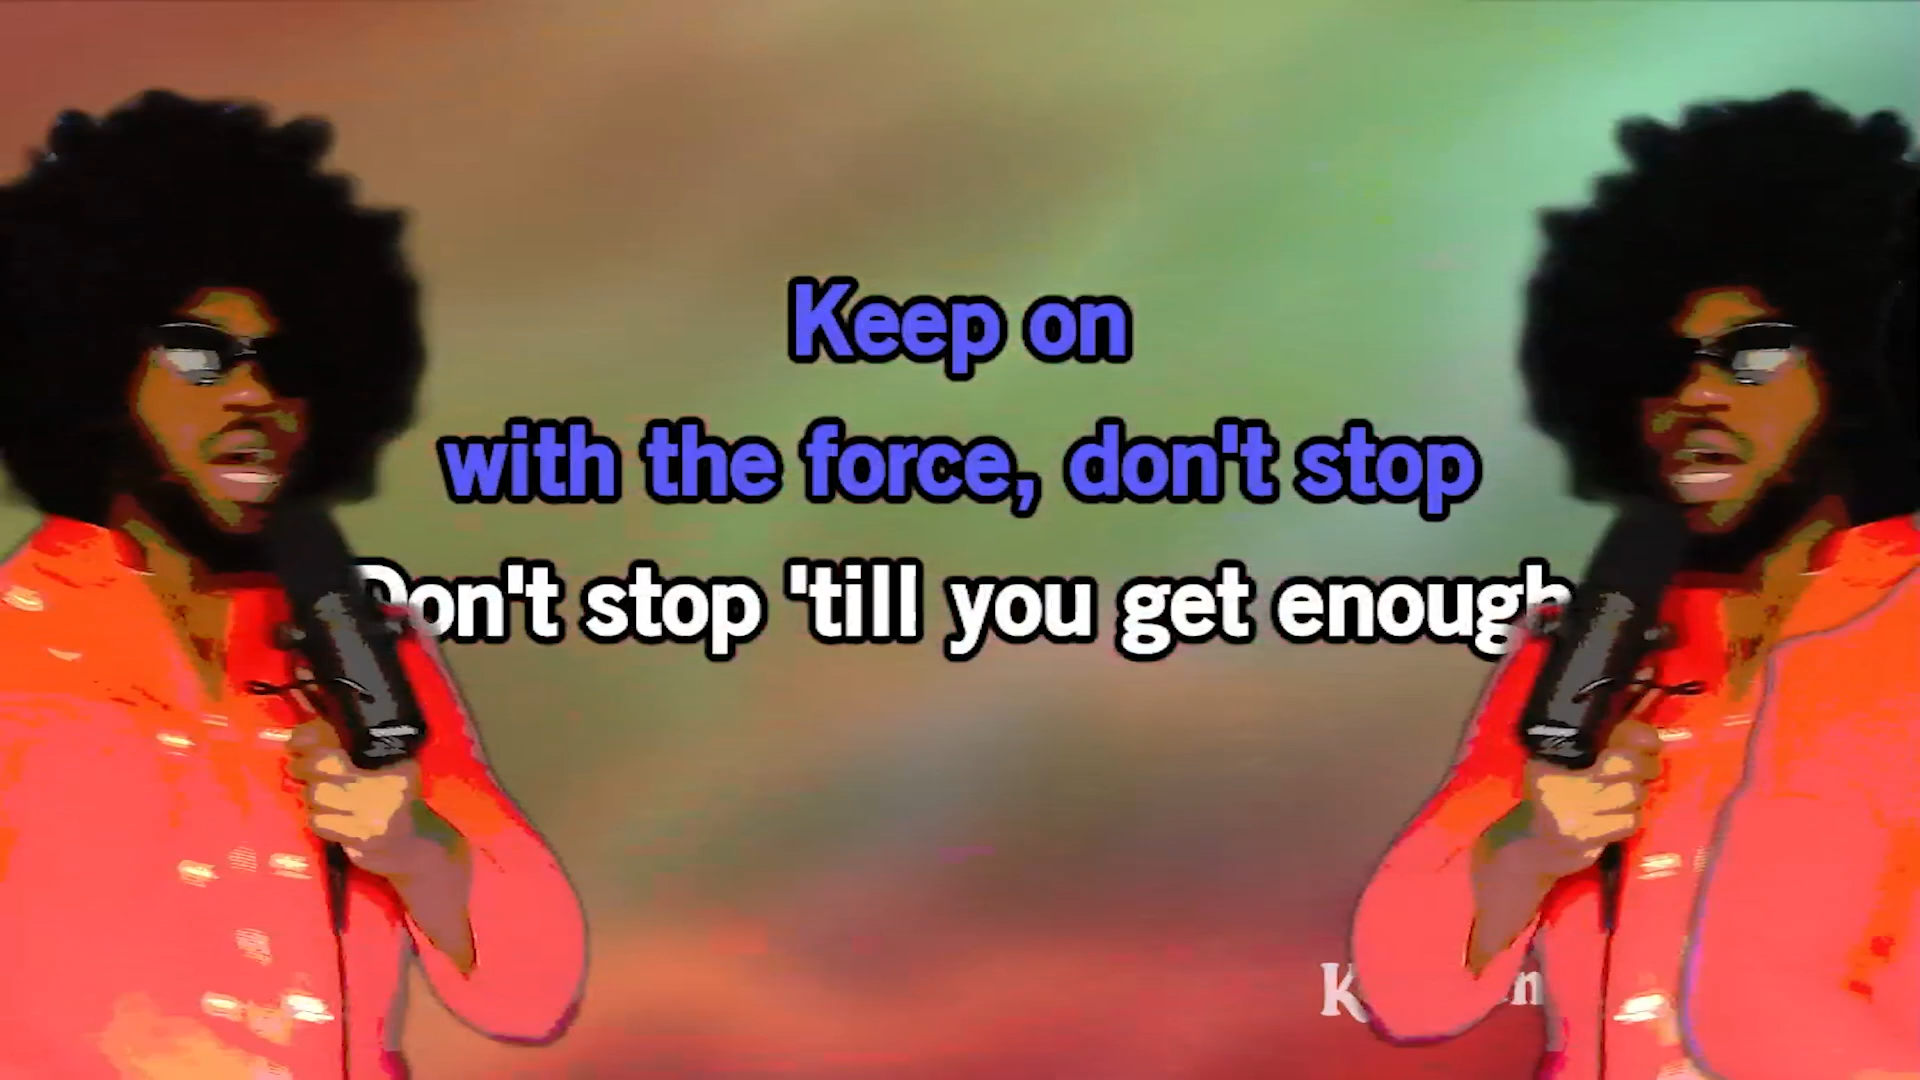 Keep on
with the force, don't stop
Don't stop 'till you get enough